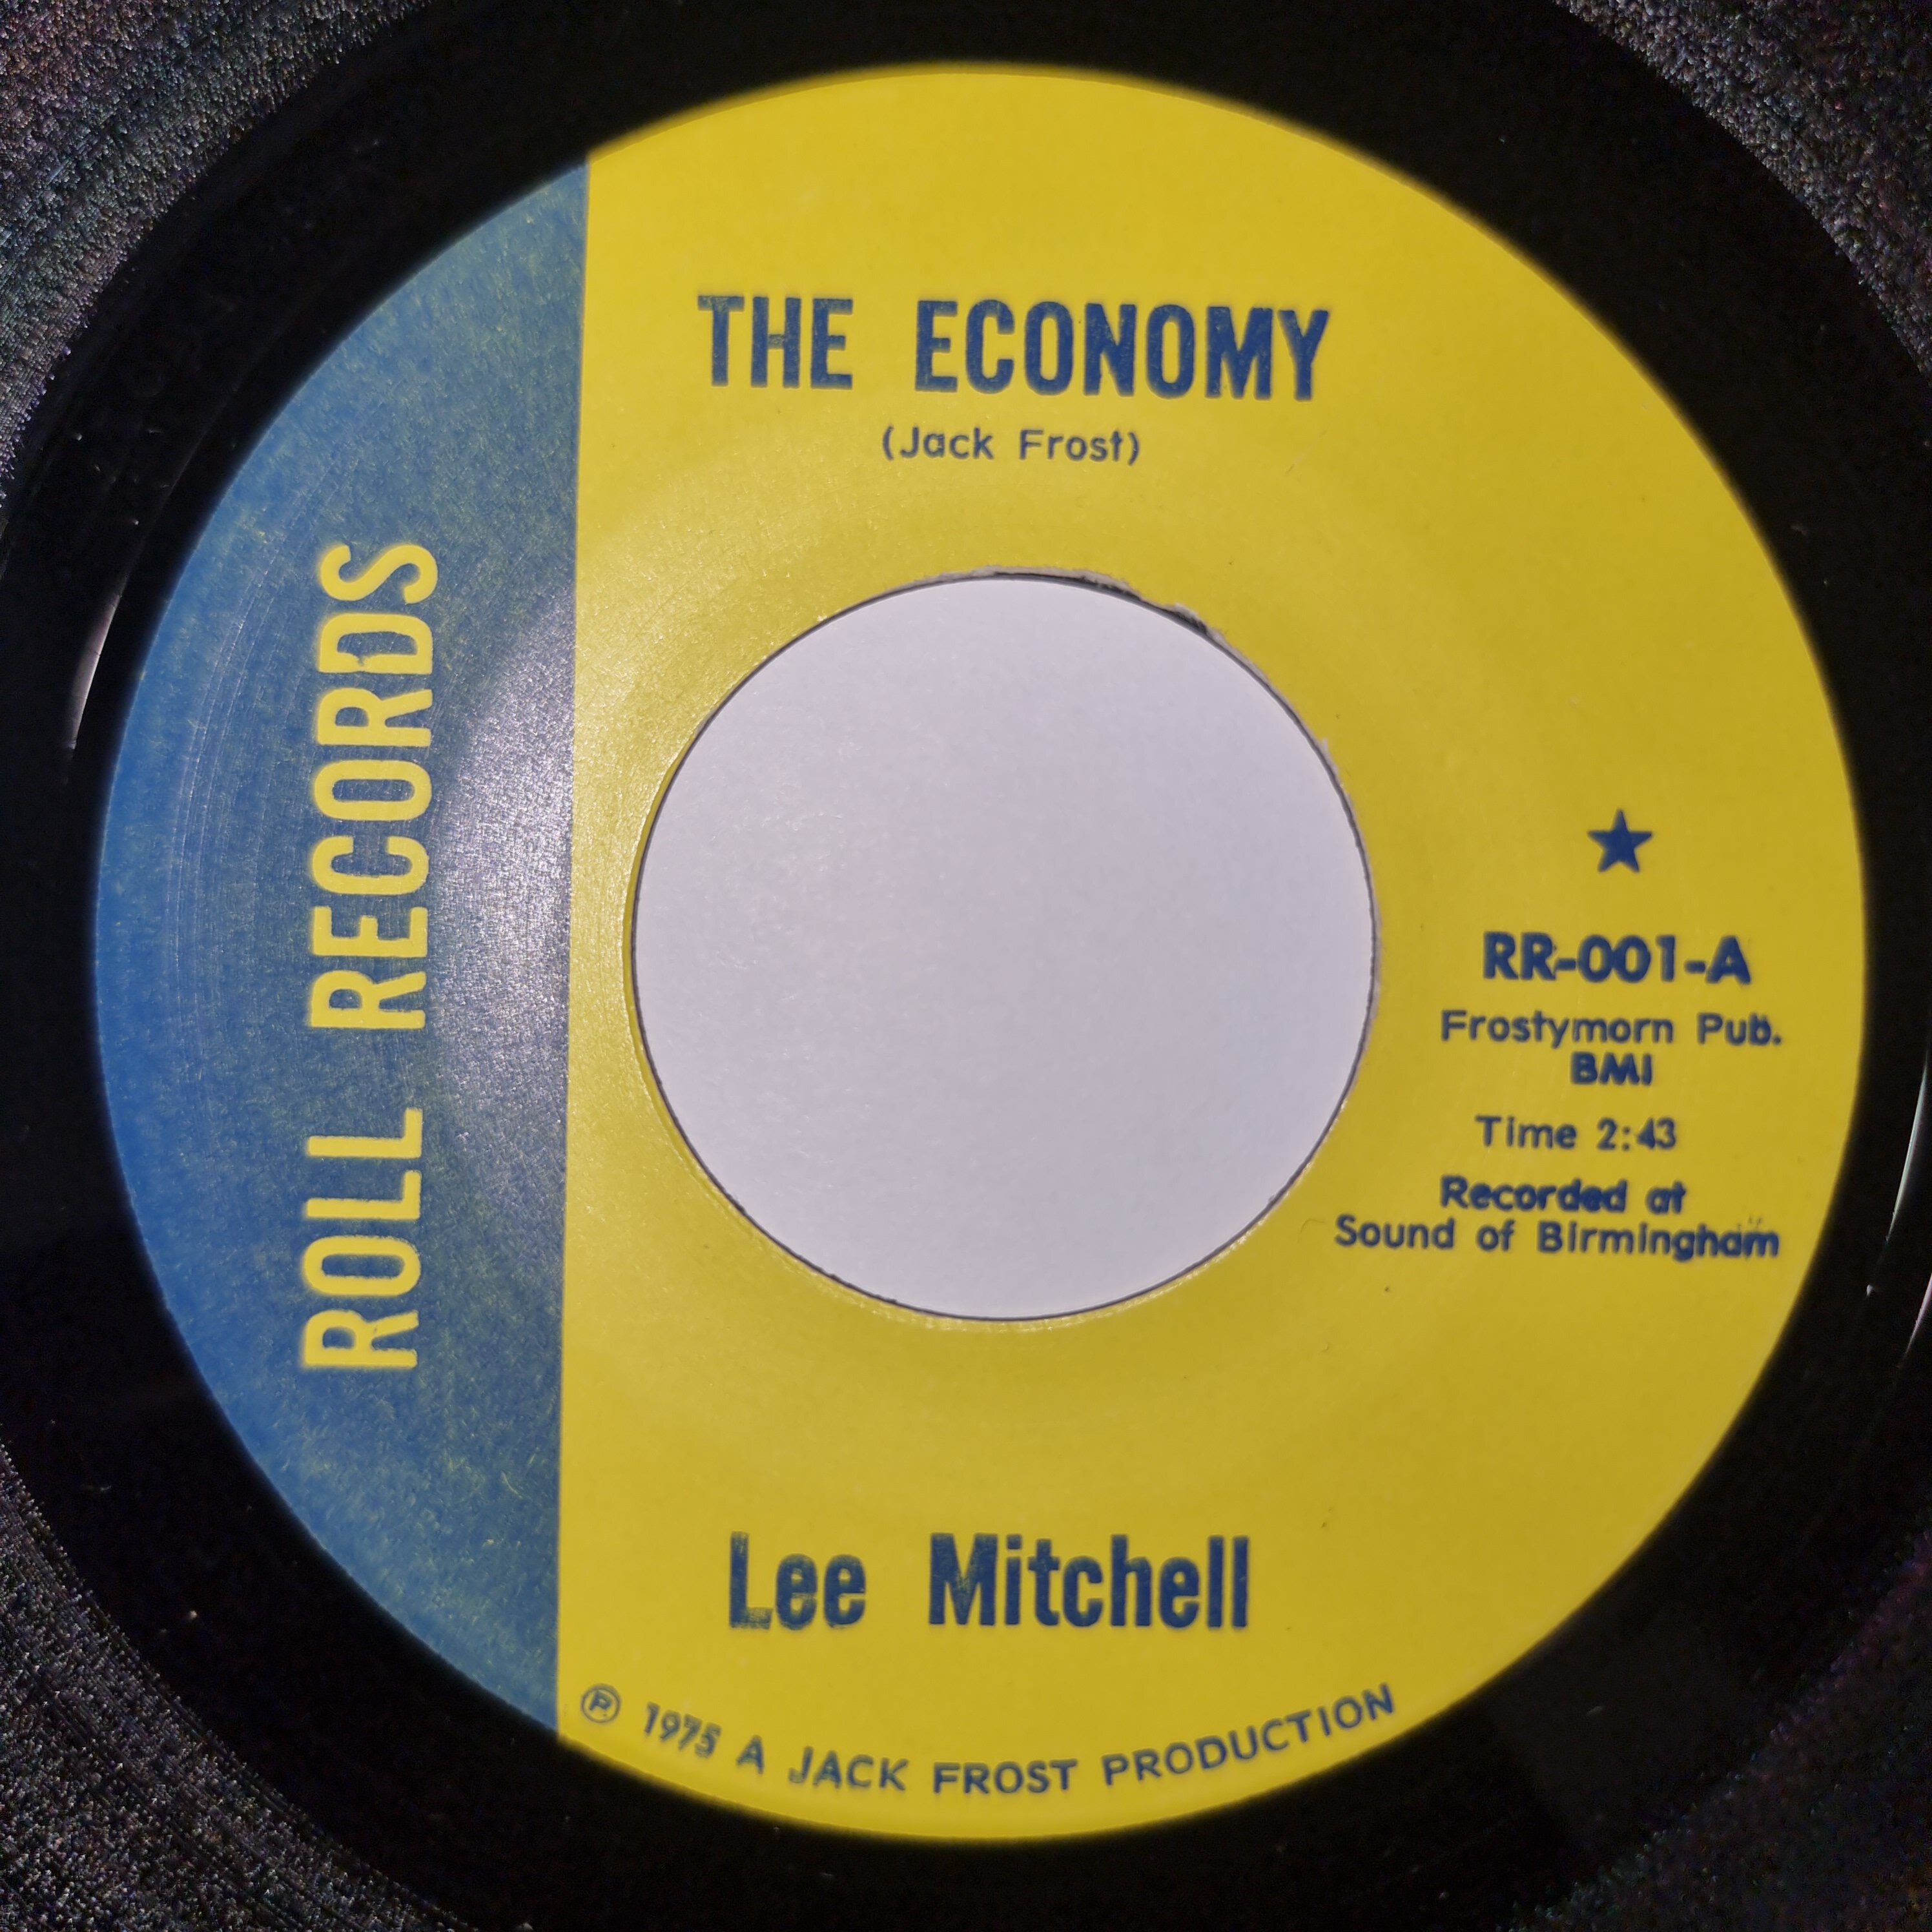 THE ECONOMY
(Jack Frost)
ROLL RECORDS
★
RR-001-A
Frostymorn Pub.
BMI
Time 2:43
Recorded at
Sound of Birmingham
Lee Mitchell
℗ 1975 A JACK FROST PRODUCTION